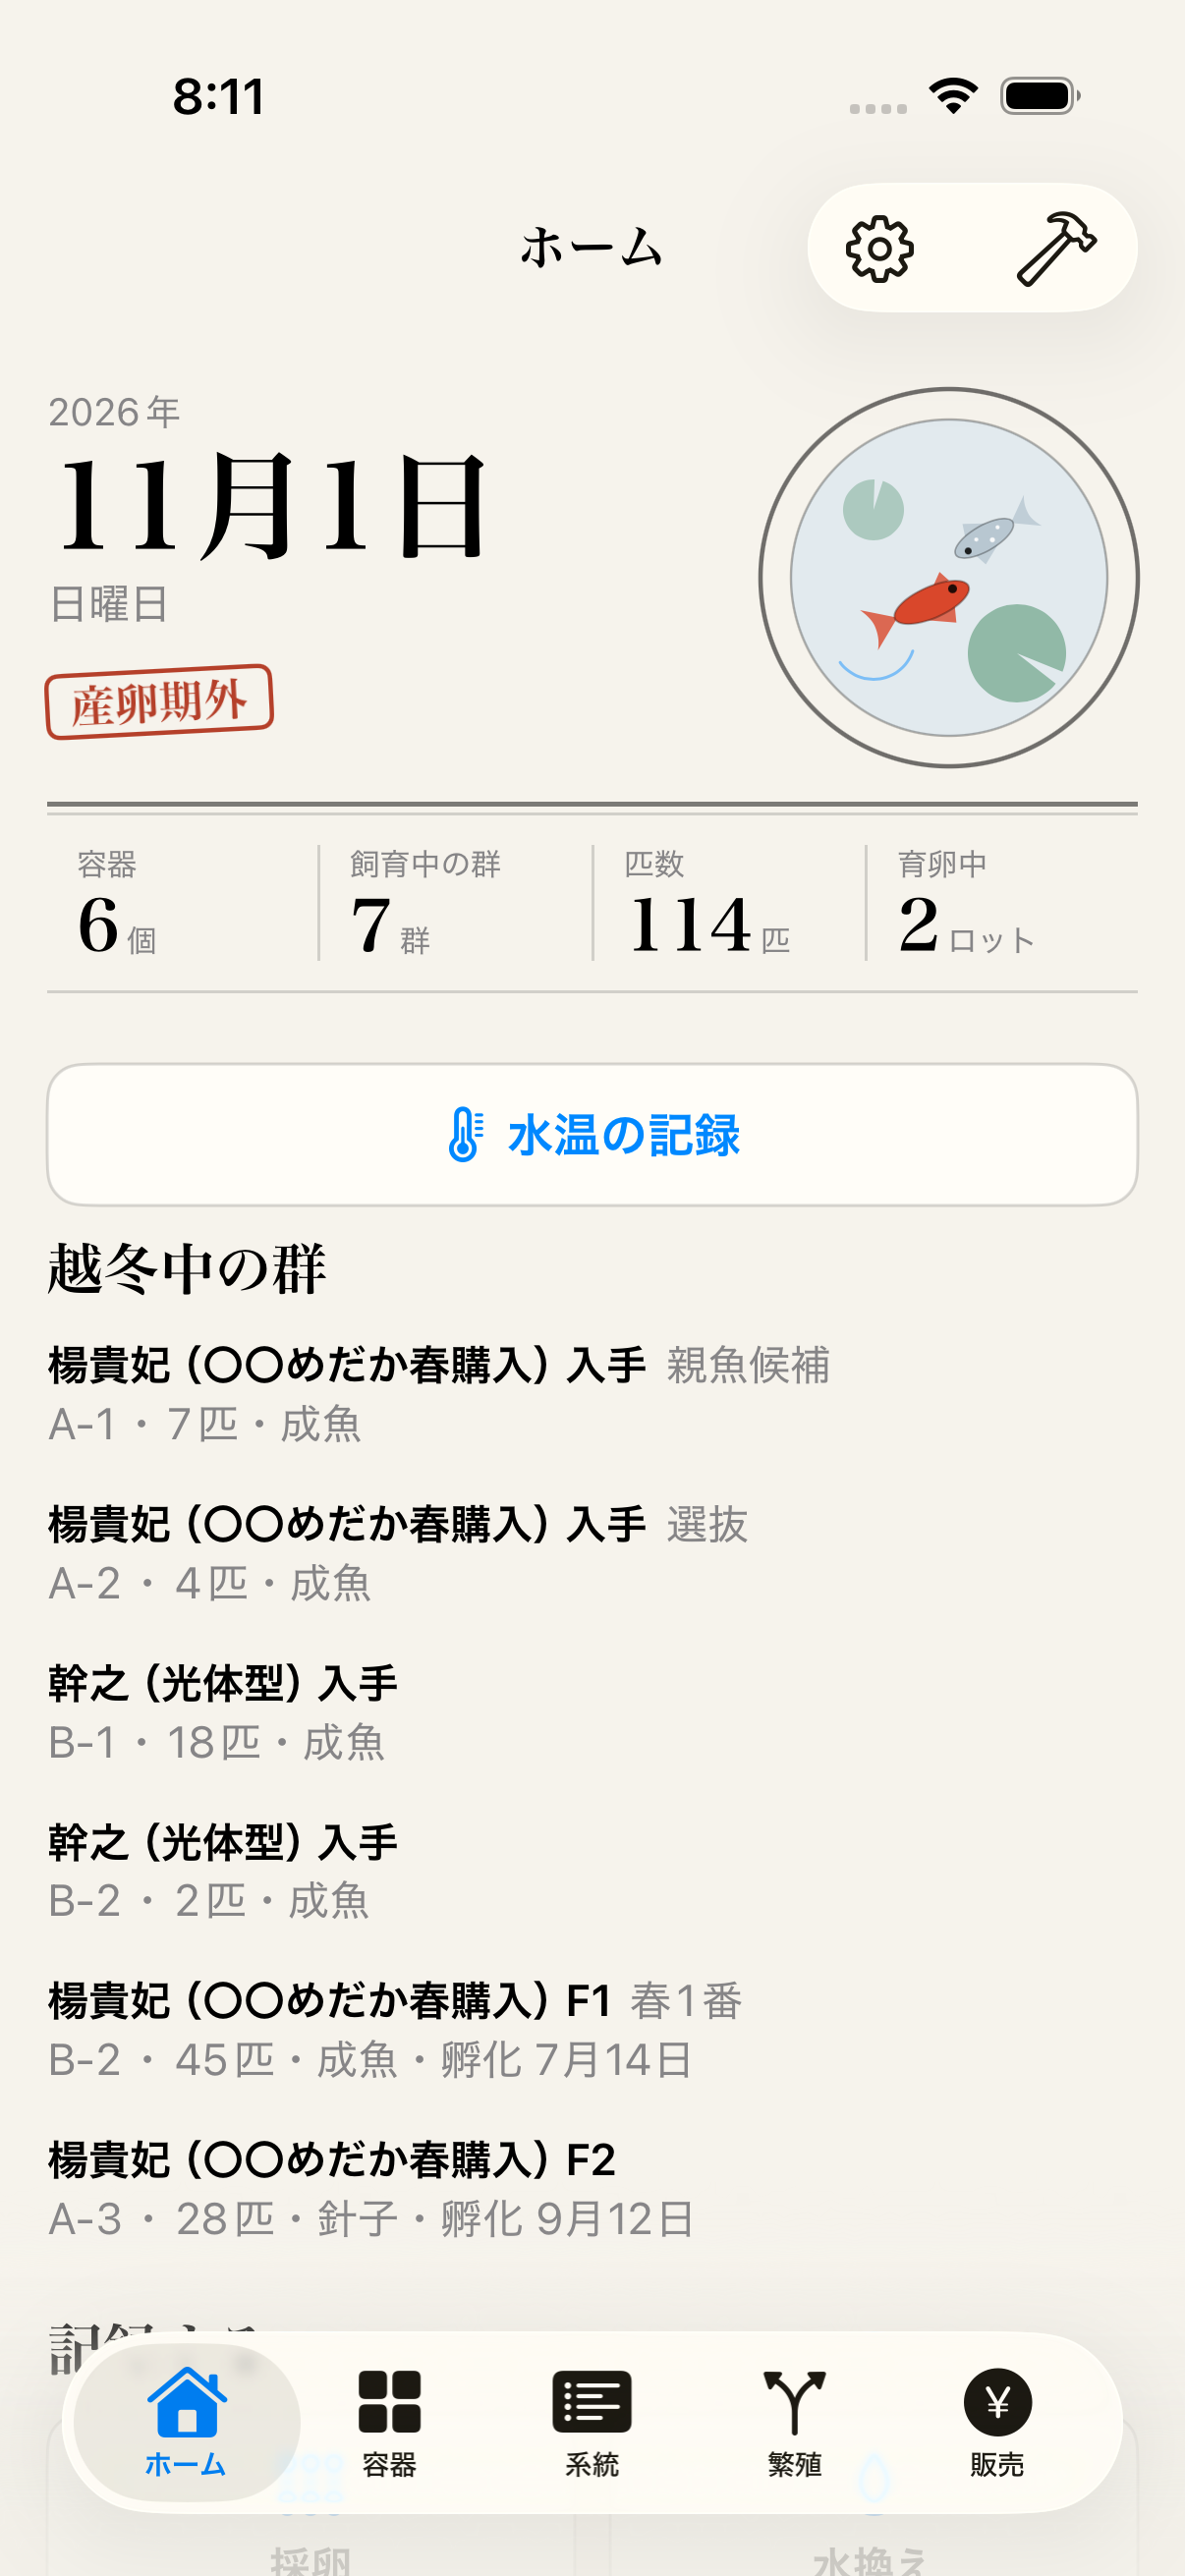 8:11
ホーム
2026年
11月1日
日曜日
産卵期外
容器 飼育中の群 匹数 育卵中
6個 7群 114匹 2ロット
水温の記録
越冬中の群
楊貴妃（〇〇めだか春購入）入手 親魚候補
A-1・7匹・成魚
楊貴妃（〇〇めだか春購入）入手 選抜
A-2・4匹・成魚
幹之（光体型）入手
B-1・18匹・成魚
幹之（光体型）入手
B-2・2匹・成魚
楊貴妃（〇〇めだか春購入）F1 春1番
B-2・45匹・成魚・孵化 7月14日
楊貴妃（〇〇めだか春購入）F2
A-3・28匹・針子・孵化 9月12日
ホーム 容器 系統 繁殖 販売
採卵 水換え